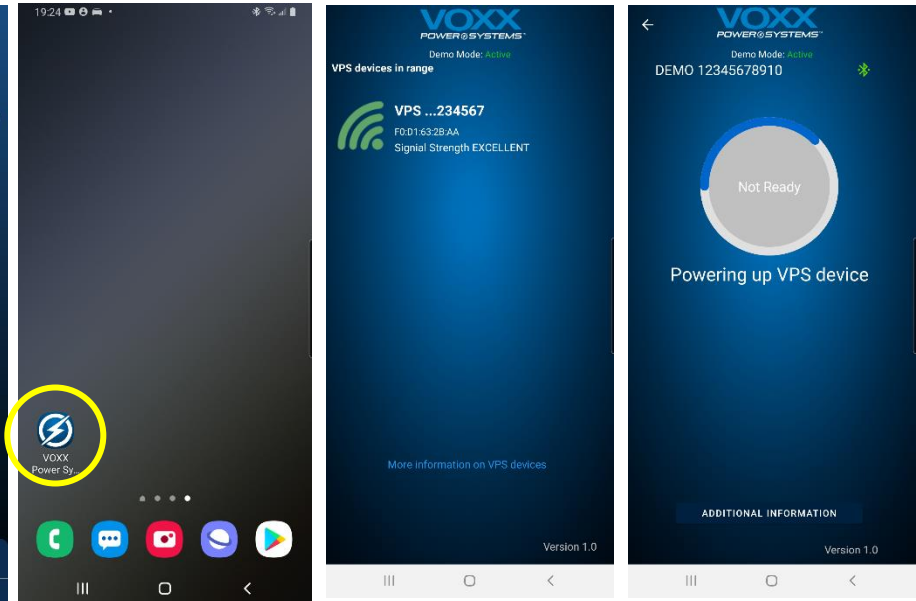 19:24
VOXX
Power Sy...
VOXX
POWER SYSTEMS™
Demo Mode: Active
VPS devices in range
VPS ...234567
F0:D1:63:2B:AA
Signial Strength EXCELLENT
More information on VPS devices
Version 1.0
VOXX
POWER SYSTEMS™
Demo Mode: Active
DEMO 12345678910
Not Ready
Powering up VPS device
ADDITIONAL INFORMATION
Version 1.0